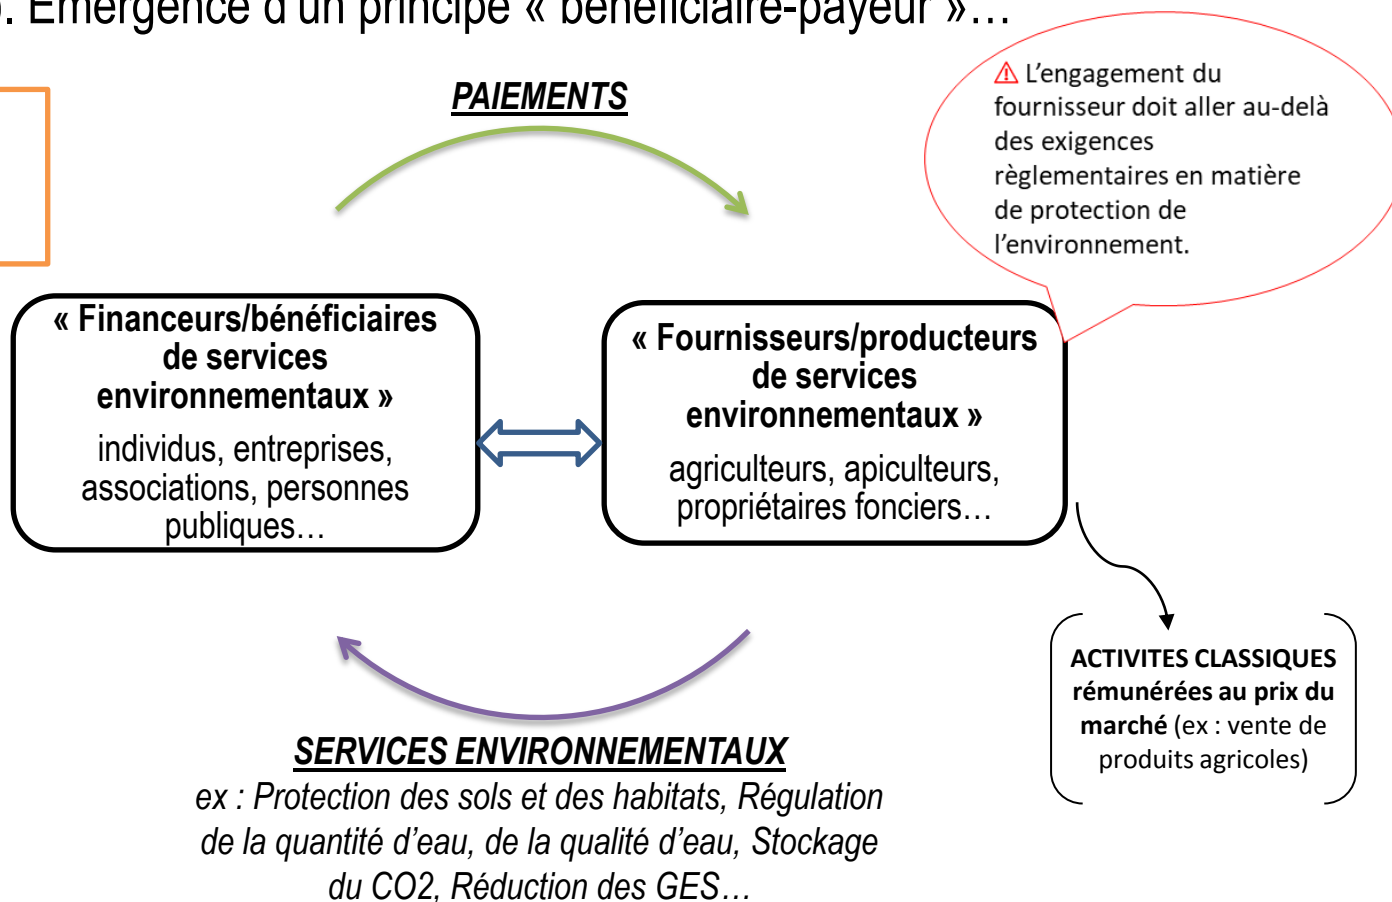 . Emergence d'un principe « bénéficiaire-payeur »…
PAIEMENTS
⚠ L'engagement du
fournisseur doit aller au-delà
des exigences
règlementaires en matière
de protection de
l'environnement.
« Financeurs/bénéficiaires
de services
environnementaux »
individus, entreprises,
associations, personnes
publiques…
« Fournisseurs/producteurs
de services
environnementaux »
agriculteurs, apiculteurs,
propriétaires fonciers…
ACTIVITES CLASSIQUES
rémunérées au prix du
marché (ex : vente de
produits agricoles)
SERVICES ENVIRONNEMENTAUX
ex : Protection des sols et des habitats, Régulation
de la quantité d'eau, de la qualité d'eau, Stockage
du CO2, Réduction des GES…